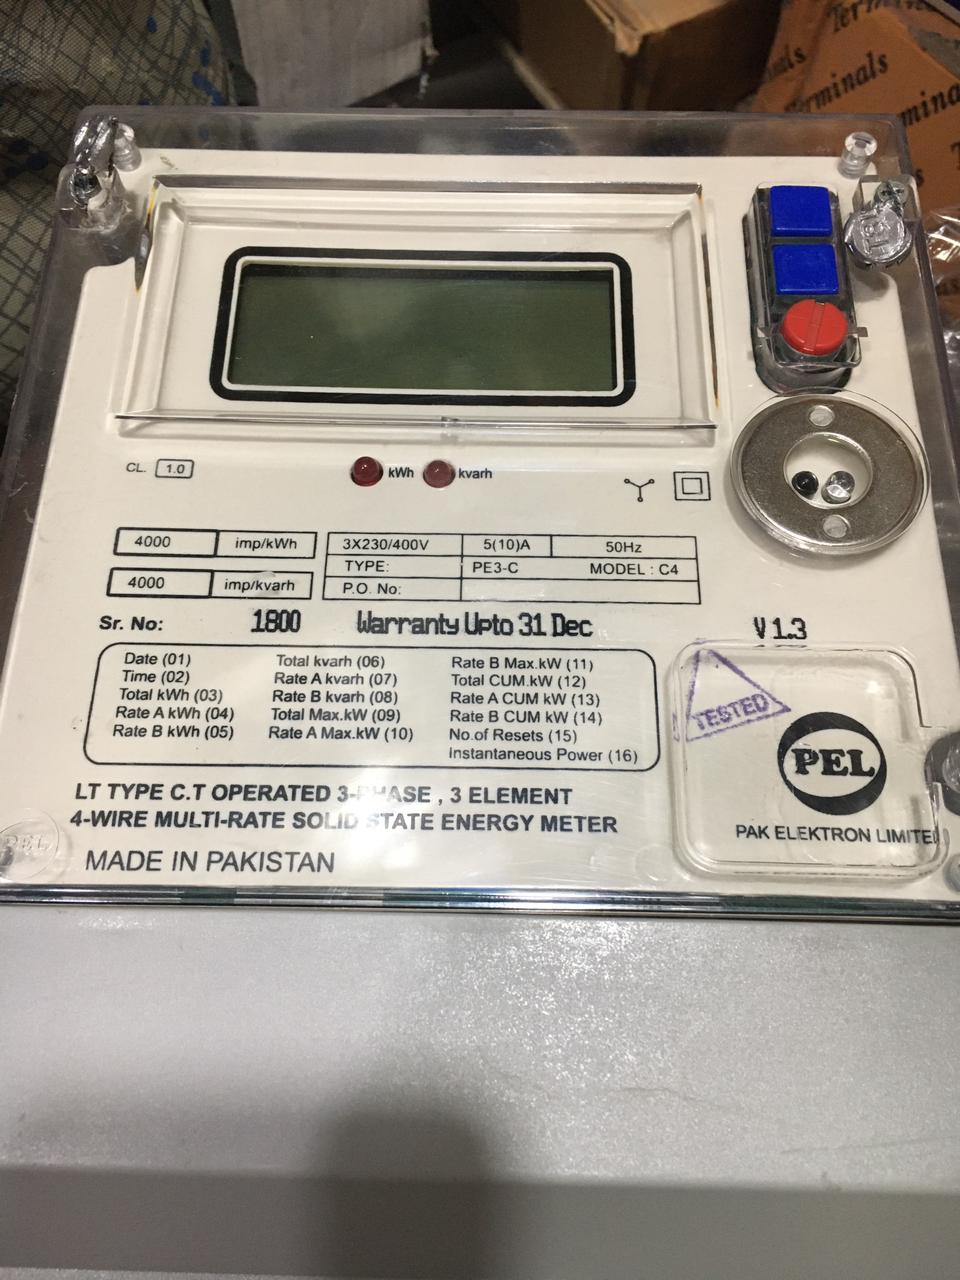 Terminals
Terminals
CL. 1.0
kWh
kvarh
4000 imp/kWh
3X230/400V 5(10)A 50Hz
4000 imp/kvarh
TYPE: PE3-C MODEL : C4
P.O. No:
Sr. No: 1800 Warranty Upto 31 Dec V 1.3
Date (01)
Time (02)
Total kWh (03)
Rate A kWh (04)
Rate B kWh (05)
Total kvarh (06)
Rate A kvarh (07)
Rate B kvarh (08)
Total Max.kW (09)
Rate A Max.kW (10)
Rate B Max.kW (11)
Total CUM.kW (12)
Rate A CUM kW (13)
Rate B CUM kW (14)
No.of Resets (15)
Instantaneous Power (16)
TESTED
PEL
PAK ELEKTRON LIMITED
LT TYPE C.T OPERATED 3-PHASE , 3 ELEMENT
4-WIRE MULTI-RATE SOLID STATE ENERGY METER
MADE IN PAKISTAN
PEL